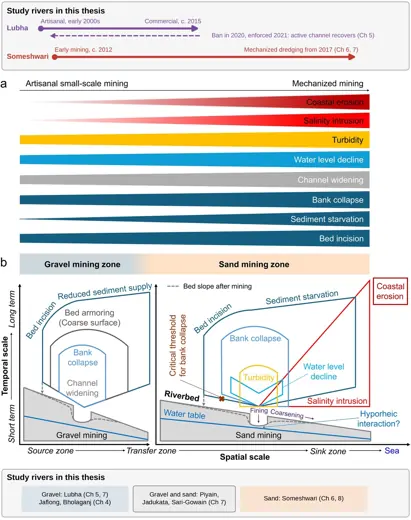 Study rivers in this thesis
Artisanal, early 2000s
Commercial, c. 2015
Lubha
Ban in 2020, enforced 2021: active channel recovers (Ch 5)
Early mining, c. 2012
Mechanized dredging from 2017 (Ch 6, 7)
Someshwari
a
Artisanal small-scale mining
Mechanized mining
Coastal erosion
Salinity intrusion
Turbidity
Water level decline
Channel widening
Bank collapse
Sediment starvation
Bed incision
b
Gravel mining zone
Sand mining zone
Temporal scale
Long term
Short term
Bed incision
Reduced sediment supply
Bed armoring
(Coarse surface)
Bank
collapse
Channel
widening
Gravel mining
Bed slope after mining
Critical threshold
for bank collapse
Bed incision
Sediment starvation
Bank collapse
Turbidity
Water level
decline
Coastal
erosion
Salinity intrusion
Riverbed
Water table
Fining
Coarsening
Hyporheic
interaction?
Sand mining
Source zone
Transfer zone
Sink zone
Sea
Spatial scale
Study rivers in this thesis
Gravel: Lubha (Ch 5, 7)
Jaflong, Bholaganj (Ch 4)
Gravel and sand: Piyain,
Jadukata, Sari-Gowain (Ch 7)
Sand: Someshwari (Ch 6, 8)